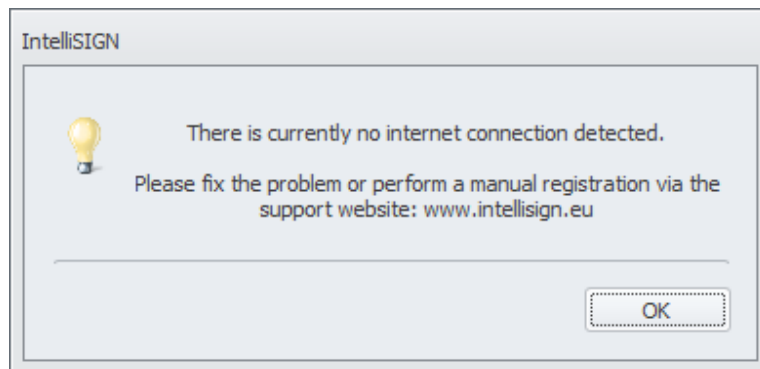 IntelliSIGN
There is currently no internet connection detected.
Please fix the problem or perform a manual registration via the
support website: www.intellisign.eu
OK